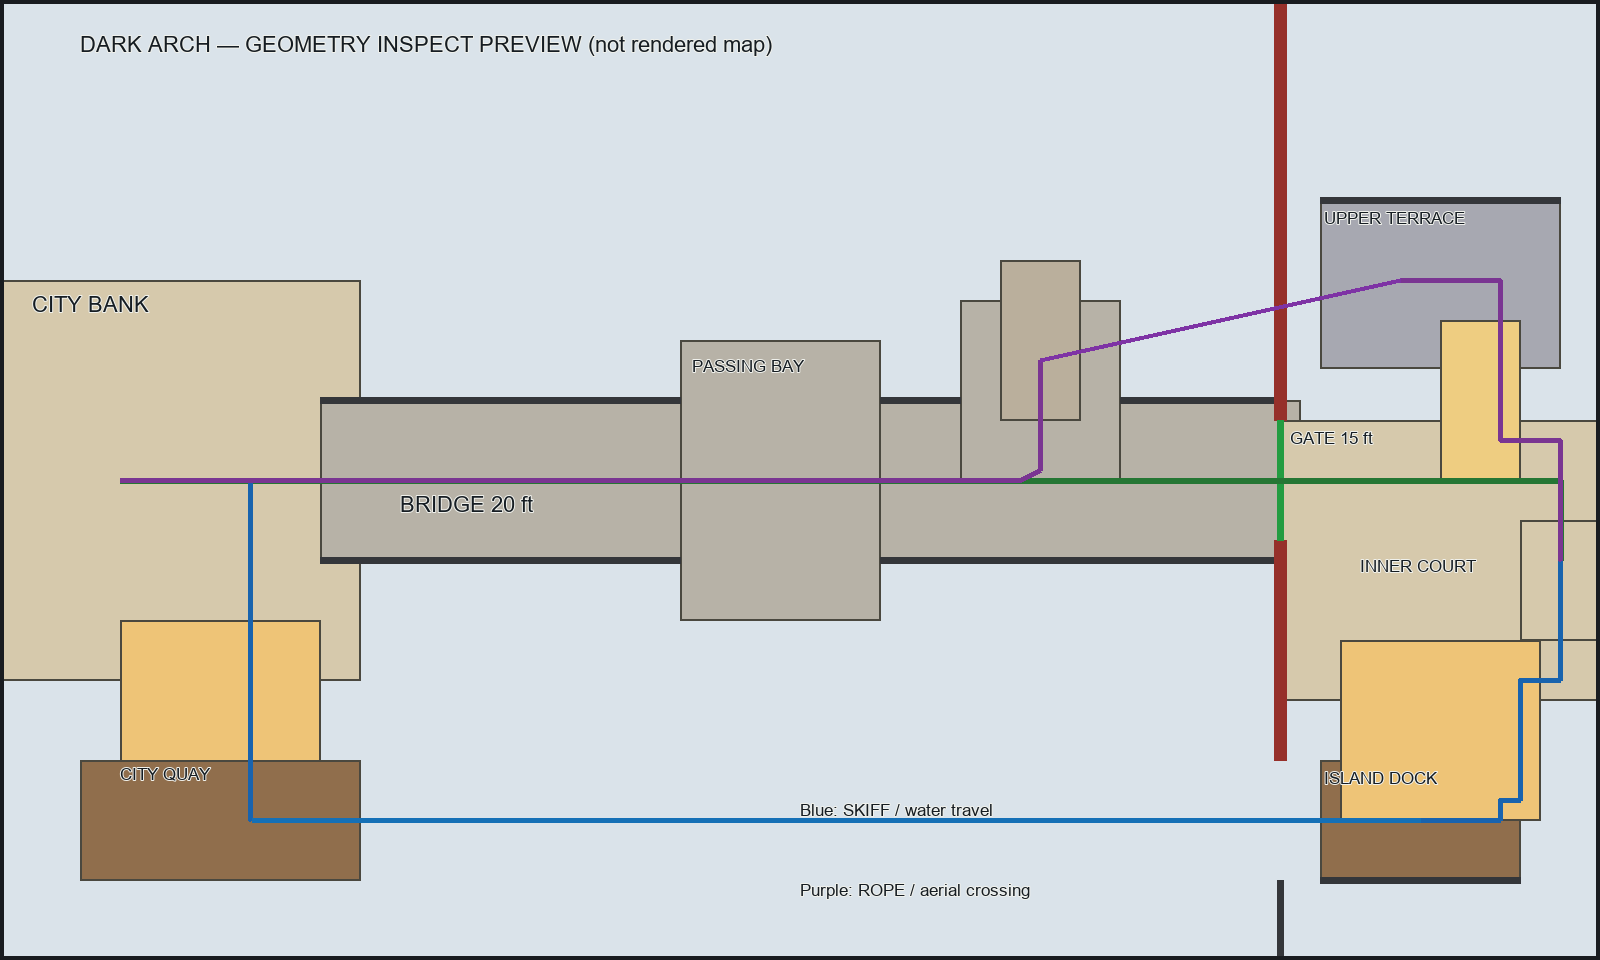 DARK ARCH — GEOMETRY INSPECT PREVIEW (not rendered map)
UPPER TERRACE
CITY BANK
PASSING BAY
GATE 15 ft
BRIDGE 20 ft
INNER COURT
CITY QUAY
ISLAND DOCK
Blue: SKIFF / water travel
Purple: ROPE / aerial crossing